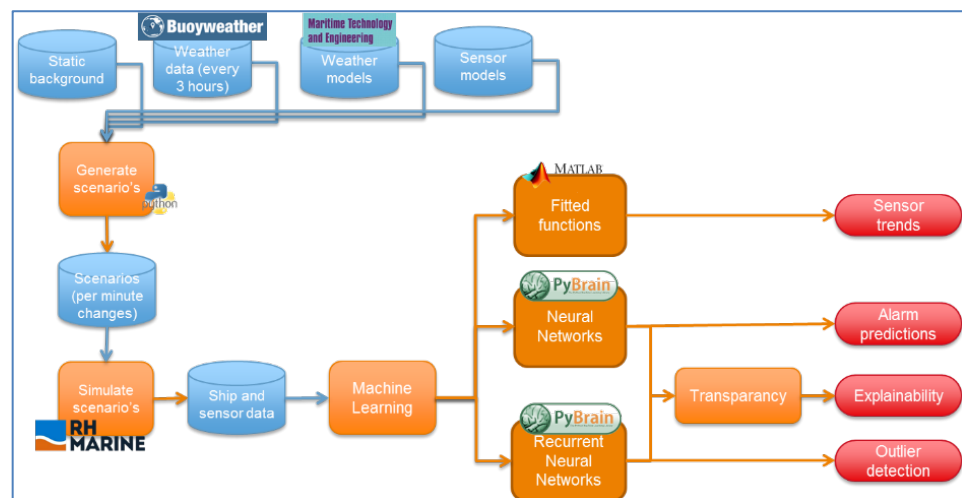 Buoyweather
Maritime Technology
and Engineering
Static
background
Weather
data (every
3 hours)
Weather
models
Sensor
models
Generate
scenario's
python
MATLAB
Fitted
functions
Sensor
trends
Scenarios
(per minute
changes)
PyBrain
Neural
Networks
Alarm
predictions
Simulate
scenario's
Ship and
sensor data
Machine
Learning
Transparancy
Explainability
RH
MARINE
PyBrain
Recurrent
Neural
Networks
Outlier
detection